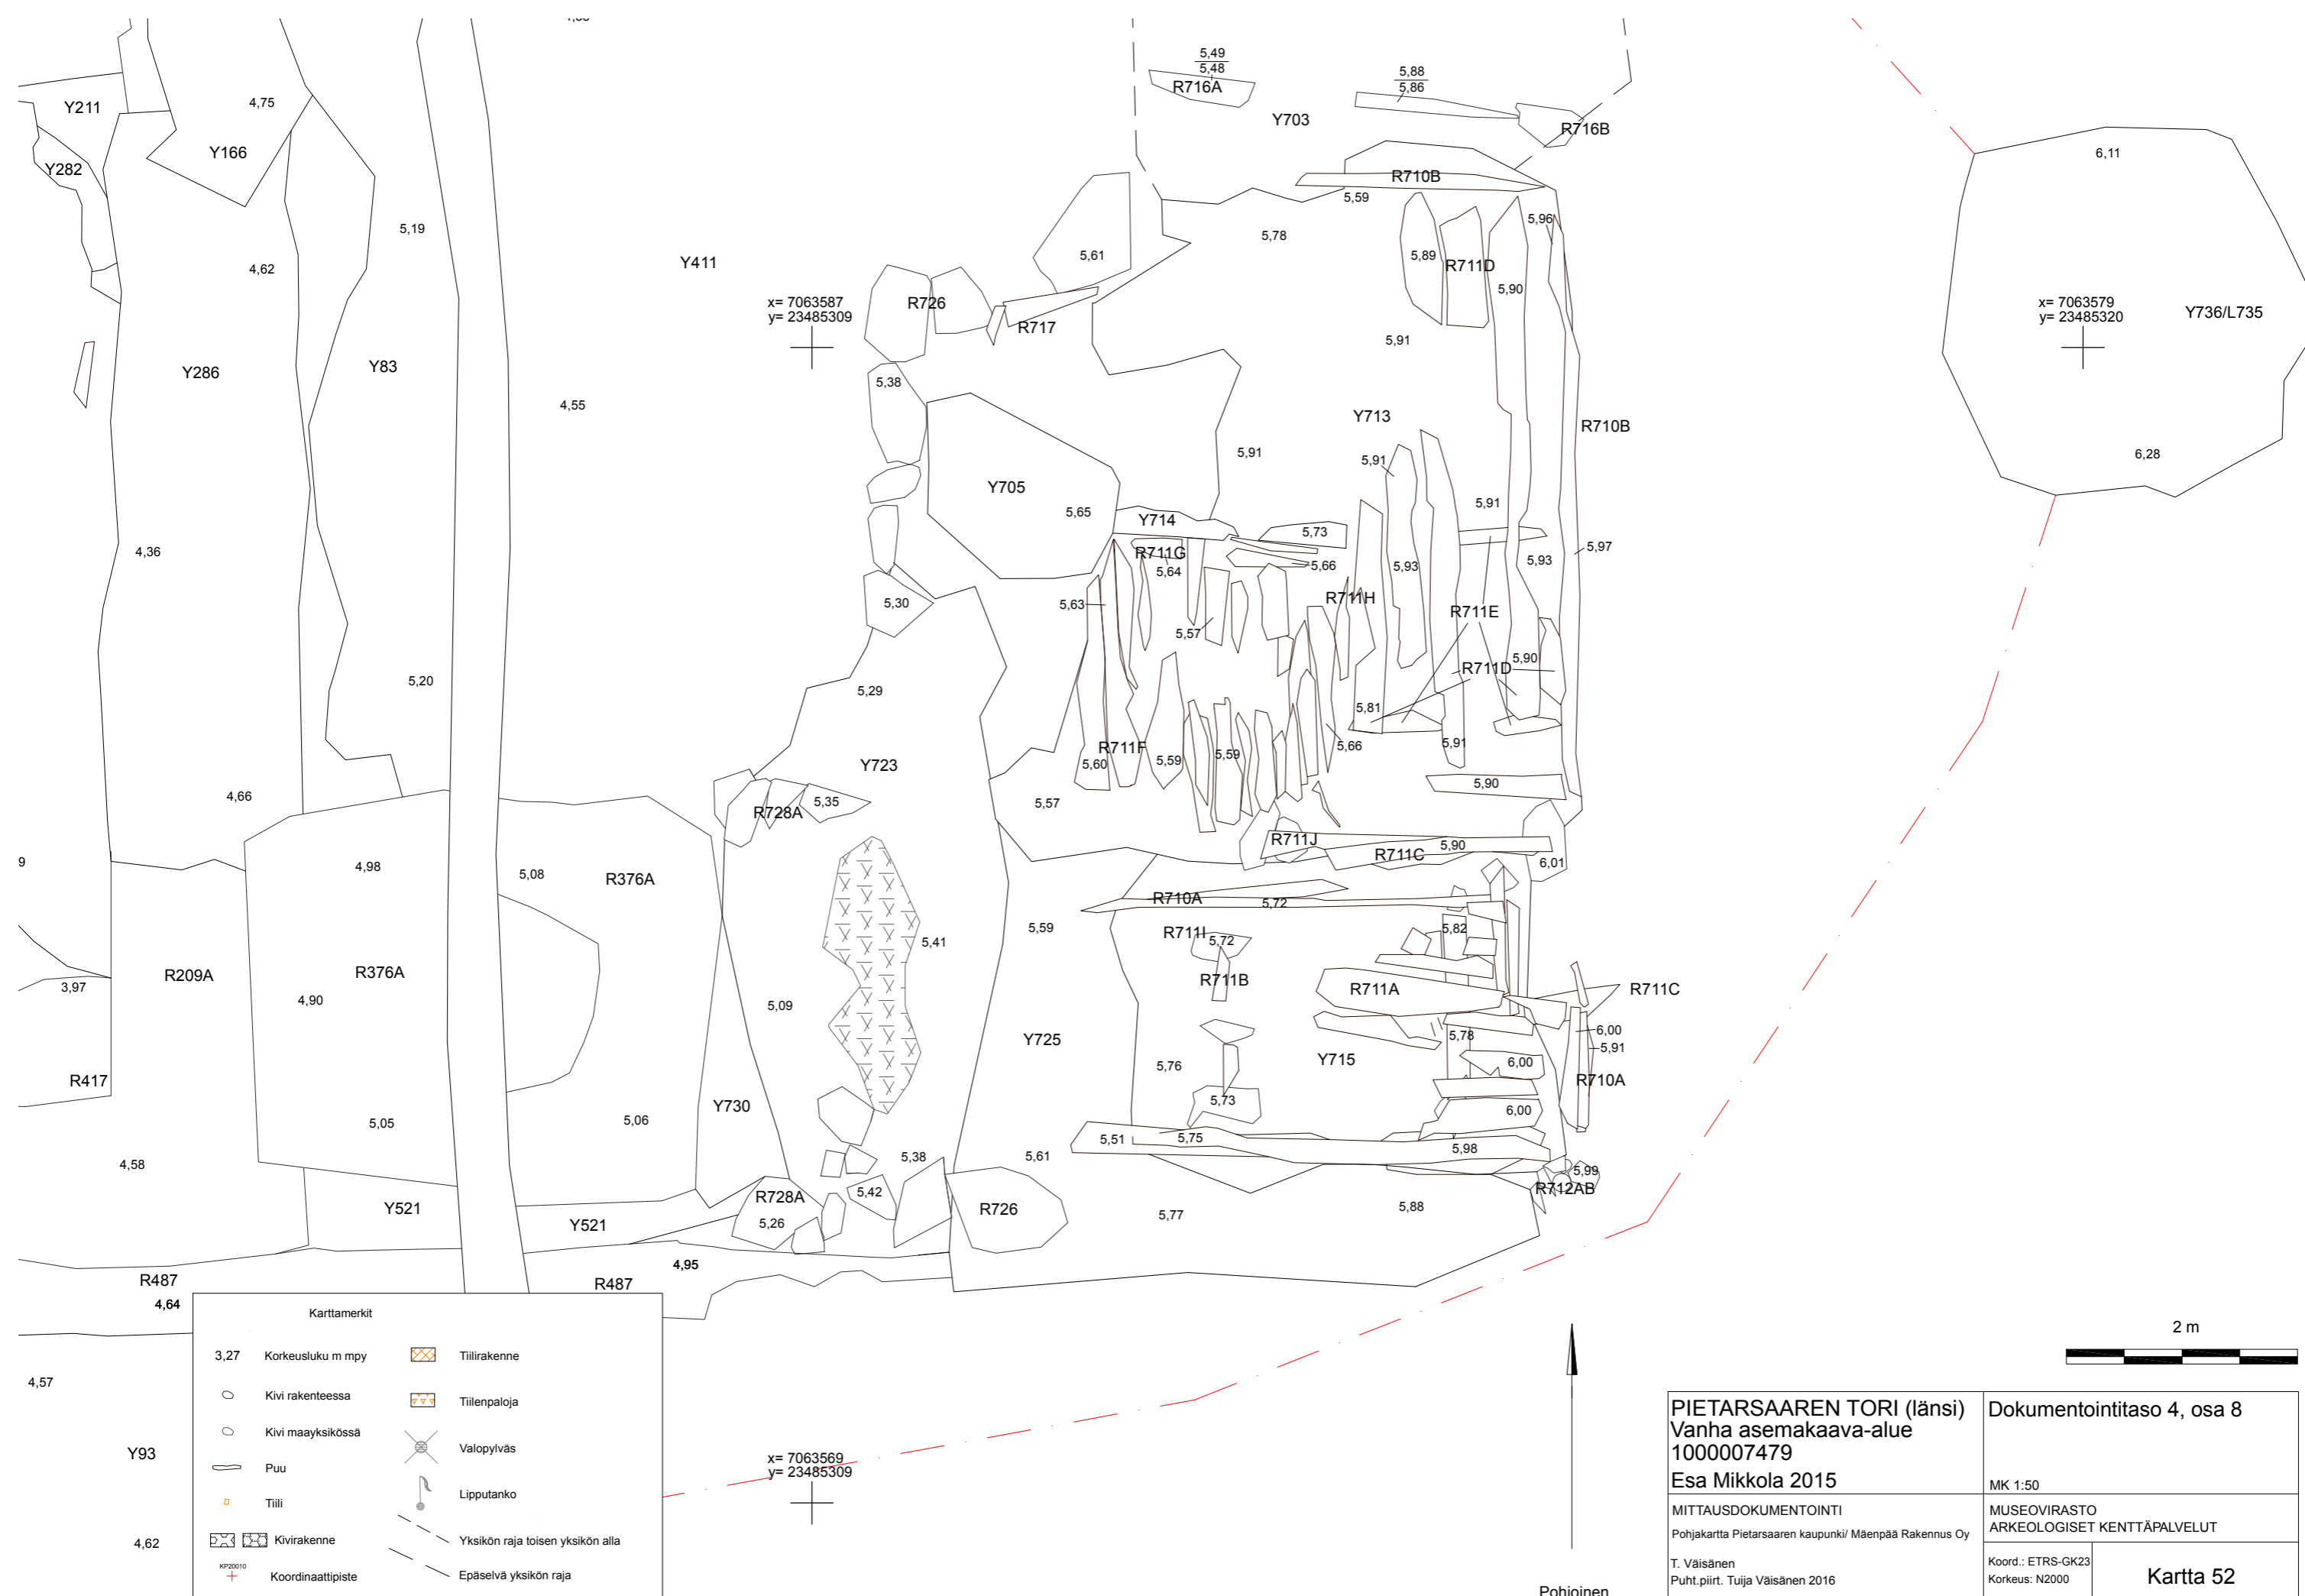 5,49
5,48
R716A
5,88
5,86
Y703
R716B
Y211
4,75
Y166
Y282
6,11
R710B
5,59
5,96
5,19
5,78
5,61
5,89
R711D
4,62
Y411
5,90
x= 7063587
y= 23485309
R726
R717
x= 7063579
y= 23485320
Y736/L735
5,91
Y286
Y83
5,38
4,55
Y713
R710B
5,91
5,91
6,28
Y705
5,65
5,91
Y714
5,73
4,36
R711G
5,64
5,66
5,93
5,93
5,97
5,63
5,30
R711H
R711E
5,57
5,20
5,29
5,90
R711D
5,81
R711F
5,60
5,59
5,59
5,66
5,91
Y723
5,90
4,66
5,35
R728A
5,57
R711J
5,90
R711C
6,01
9
4,98
5,08
R376A
R710A
5,72
5,59
5,82
R711I
5,72
5,41
R209A
R376A
R711B
R711A
R711C
3,97
4,90
5,09
6,00
5,78
5,91
Y725
Y715
6,00
5,76
R417
R710A
5,73
Y730
6,00
5,05
5,06
5,51
5,75
5,98
4,58
5,38
5,61
5,99
5,42
R712AB
R728A
5,26
Y521
Y521
R726
5,77
5,88
R487
4,64
4,95
R487
Karttamerkit
3,27 Korkeusluku m mpy
Tiilirakenne
Kivi rakenteessa
Tiilenpaloja
Kivi maayksikössä
Valopylväs
Puu
Lipputanko
Tiili
Kivirakenne
Yksikön raja toisen yksikön alla
KP20010
Koordinaattipiste
Epäselvä yksikön raja
4,57
Y93
4,62
x= 7063569
y= 23485309
Pohjoinen
2 m
PIETARSAAREN TORI (länsi)
Vanha asemakaava-alue
1000007479
Esa Mikkola 2015
Dokumentointitaso 4, osa 8
MK 1:50
MITTAUSDOKUMENTOINTI
Pohjakartta Pietarsaaren kaupunki/ Mäenpää Rakennus Oy
T. Väisänen
Puht.piirt. Tuija Väisänen 2016
MUSEOVIRASTO
ARKEOLOGISET KENTTÄPALVELUT
Koord.: ETRS-GK23
Korkeus: N2000
Kartta 52